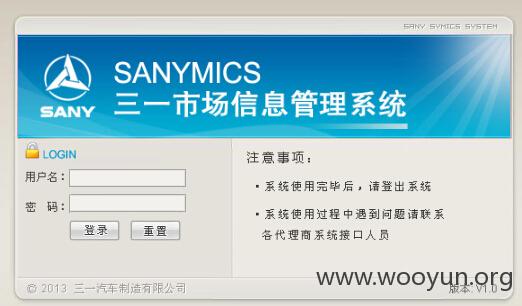 SANY SYMICS SYSTEM
SANY
SANYMICS
三一市场信息管理系统
LOGIN
用户名：
密 码：
登录 重置
注意事项：
·系统使用完毕后，请登出系统
·系统使用过程中遇到问题请联系
各代理商系统接口人员
© 2013 三一汽车制造有限公司
版本: V1.0
www.wooyun.org